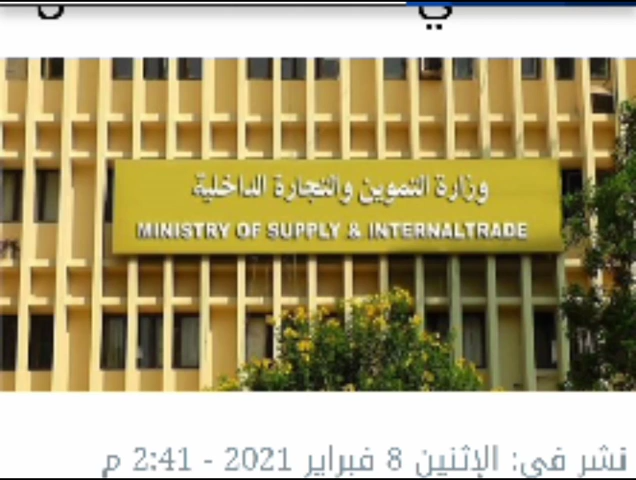 وزارة التموين والتجارة الداخلية
MINISTRY OF SUPPLY & INTERNALTRADE
نشر في: الإثنين 8 فبراير 2021 - 2:41 م